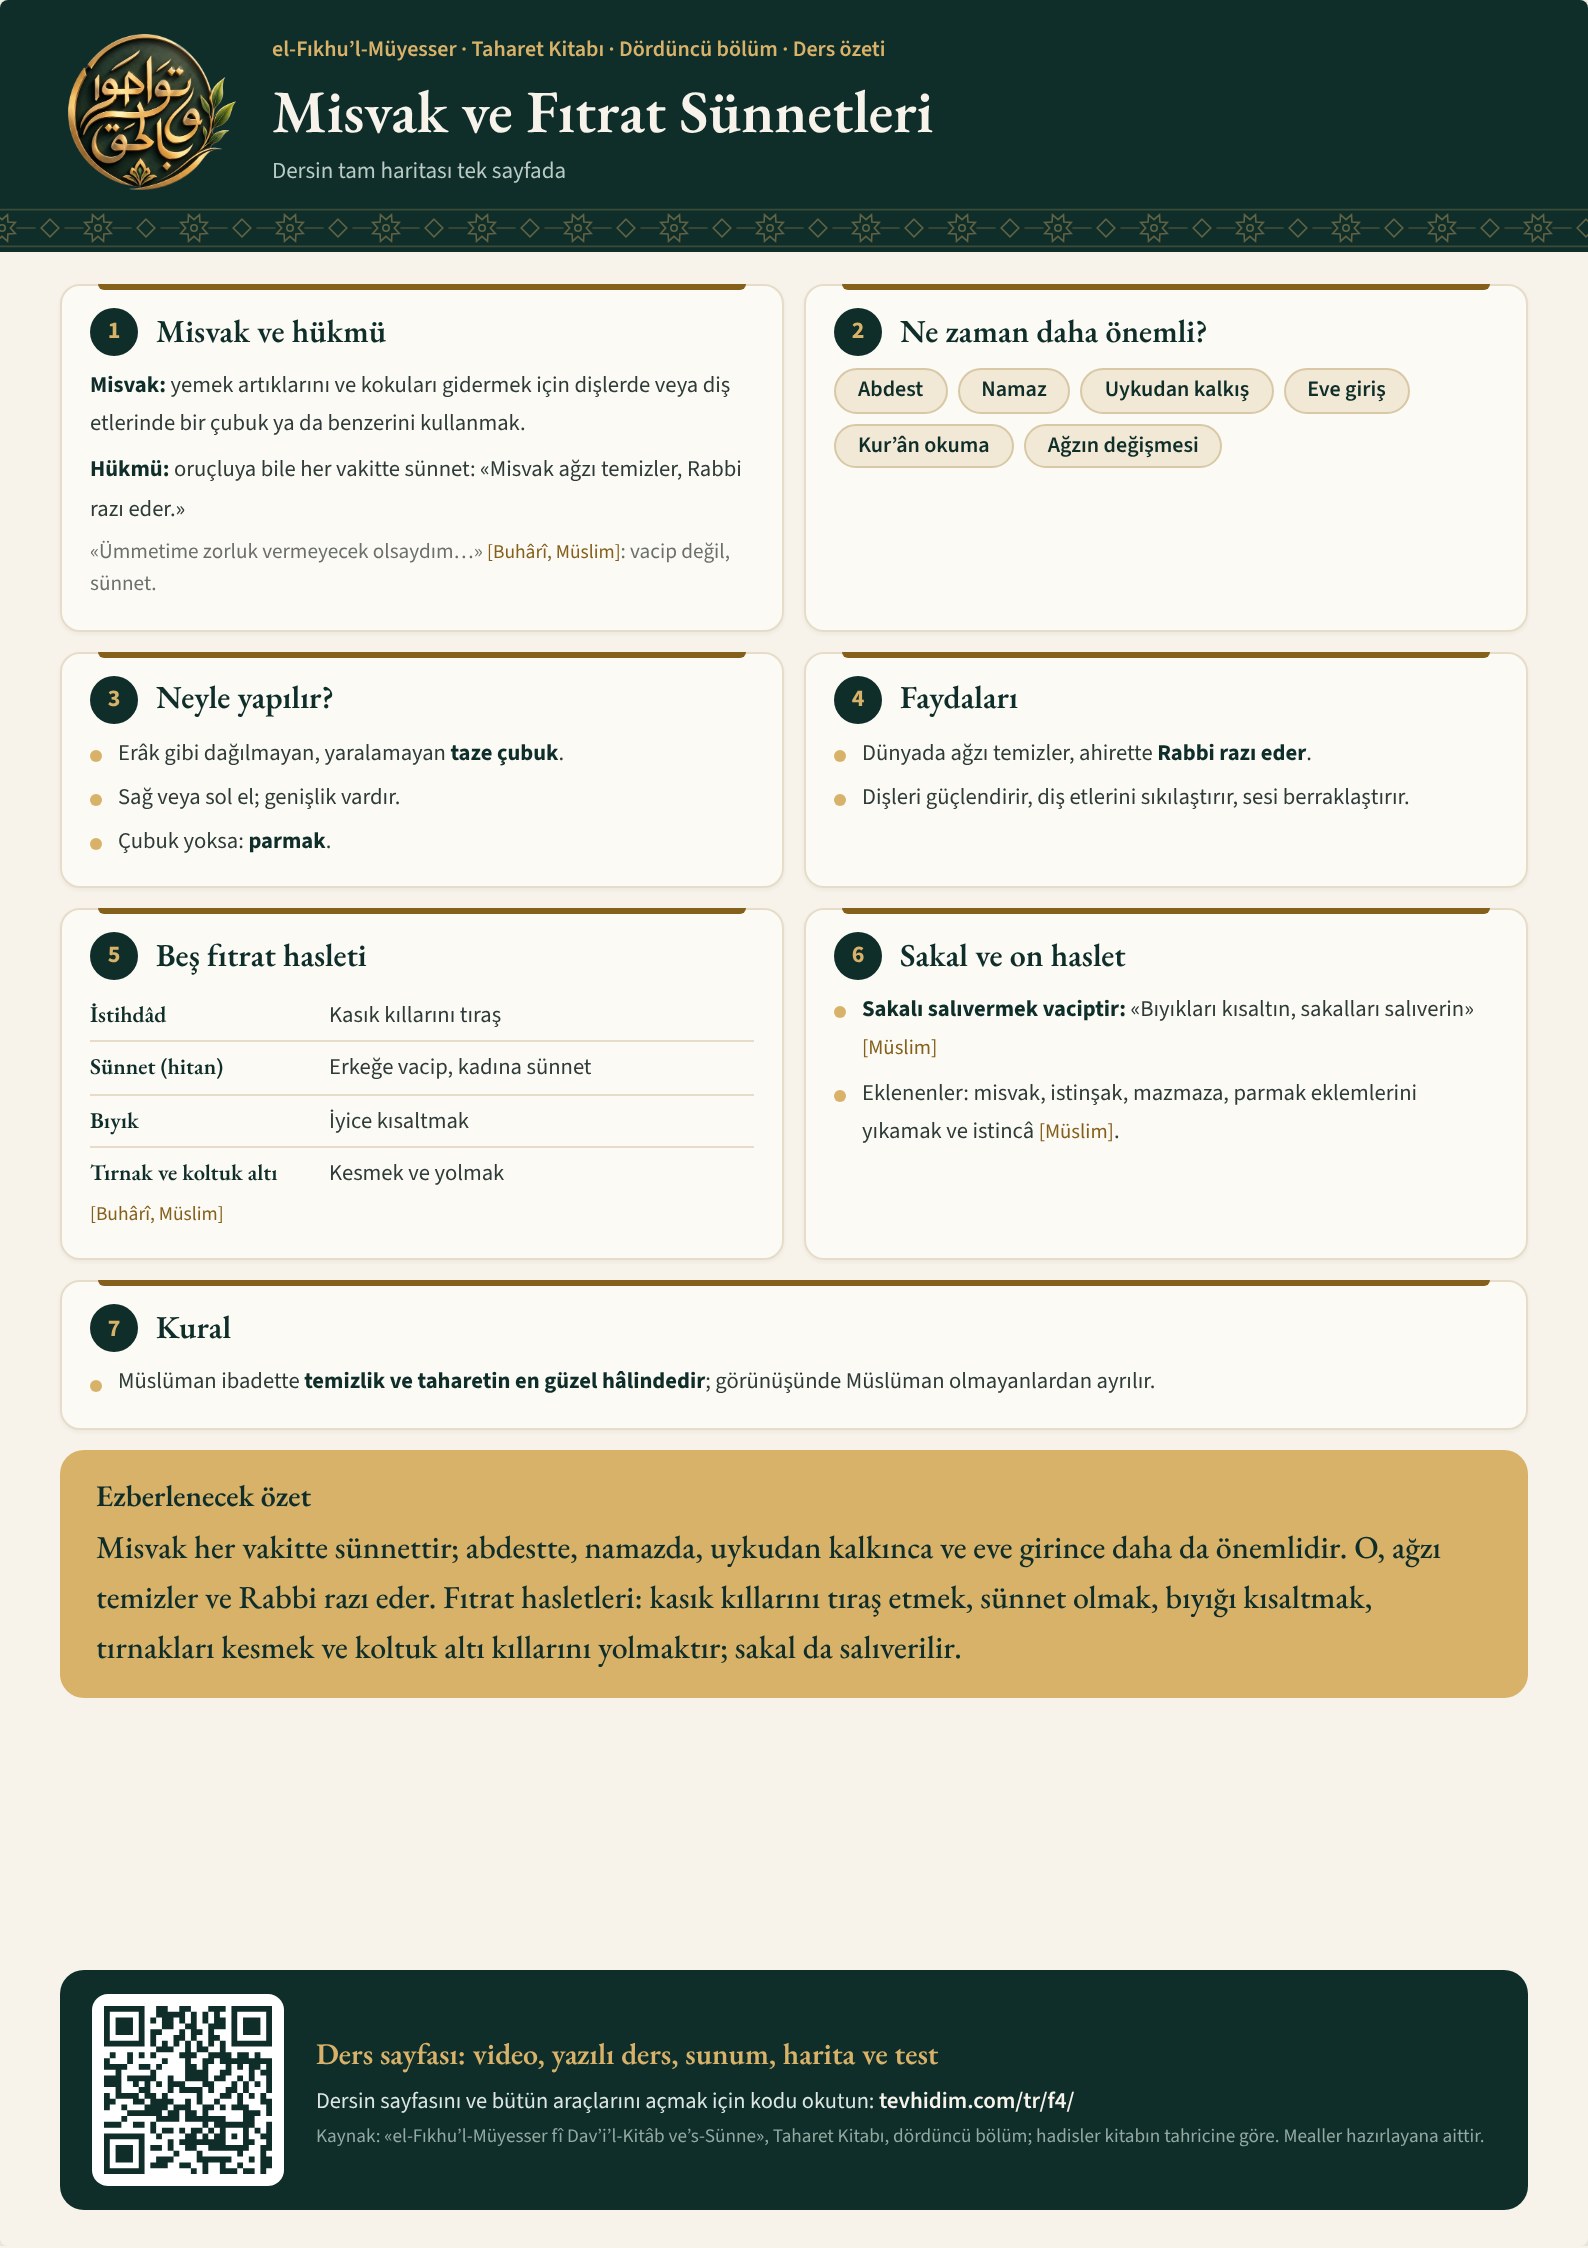 تواصوا
بالحق
el-Fıkhu’l-Müyesser · Taharet Kitabı · Dördüncü bölüm · Ders özeti
Misvak ve Fıtrat Sünnetleri
Dersin tam haritası tek sayfada
1 Misvak ve hükmü
Misvak: yemek artıklarını ve kokuları gidermek için dişlerde veya diş
etlerinde bir çubuk ya da benzerini kullanmak.
Hükmü: oruçluya bile her vakitte sünnet: «Misvak ağzı temizler, Rabbi
razı eder.»
«Ümmetime zorluk vermeyecek olsaydım…» [Buhârî, Müslim]: vacip değil,
sünnet.
2 Ne zaman daha önemli?
Abdest Namaz Uykudan kalkış Eve giriş
Kur’ân okuma Ağzın değişmesi
3 Neyle yapılır?
Erâk gibi dağılmayan, yaralamayan taze çubuk.
Sağ veya sol el; genişlik vardır.
Çubuk yoksa: parmak.
4 Faydaları
Dünyada ağzı temizler, ahirette Rabbi razı eder.
Dişleri güçlendirir, diş etlerini sıkılaştırır, sesi berraklaştırır.
5 Beş fıtrat hasleti
İstihdâd Kasık kıllarını tıraş
Sünnet (hitan) Erkeğe vacip, kadına sünnet
Bıyık İyice kısaltmak
Tırnak ve koltuk altı Kesmek ve yolmak
[Buhârî, Müslim]
6 Sakal ve on haslet
Sakalı salıvermek vaciptir: «Bıyıkları kısaltın, sakalları salıverin»
[Müslim]
Eklenenler: misvak, istinşak, mazmaza, parmak eklemlerini
yıkamak ve istincâ [Müslim].
7 Kural
Müslüman ibadette temizlik ve taharetin en güzel hâlindedir; görünüşünde Müslüman olmayanlardan ayrılır.
Ezberlenecek özet
Misvak her vakitte sünnettir; abdestte, namazda, uykudan kalkınca ve eve girince daha da önemlidir. O, ağzı
temizler ve Rabbi razı eder. Fıtrat hasletleri: kasık kıllarını tıraş etmek, sünnet olmak, bıyığı kısaltmak,
tırnakları kesmek ve koltuk altı kıllarını yolmaktır; sakal da salıverilir.
Ders sayfası: video, yazılı ders, sunum, harita ve test
Dersin sayfasını ve bütün araçlarını açmak için kodu okutun: tevhidim.com/tr/f4/
Kaynak: «el-Fıkhu’l-Müyesser fî Dav’i’l-Kitâb ve’s-Sünne», Taharet Kitabı, dördüncü bölüm; hadisler kitabın tahricine göre. Mealler hazırlayana aittir.